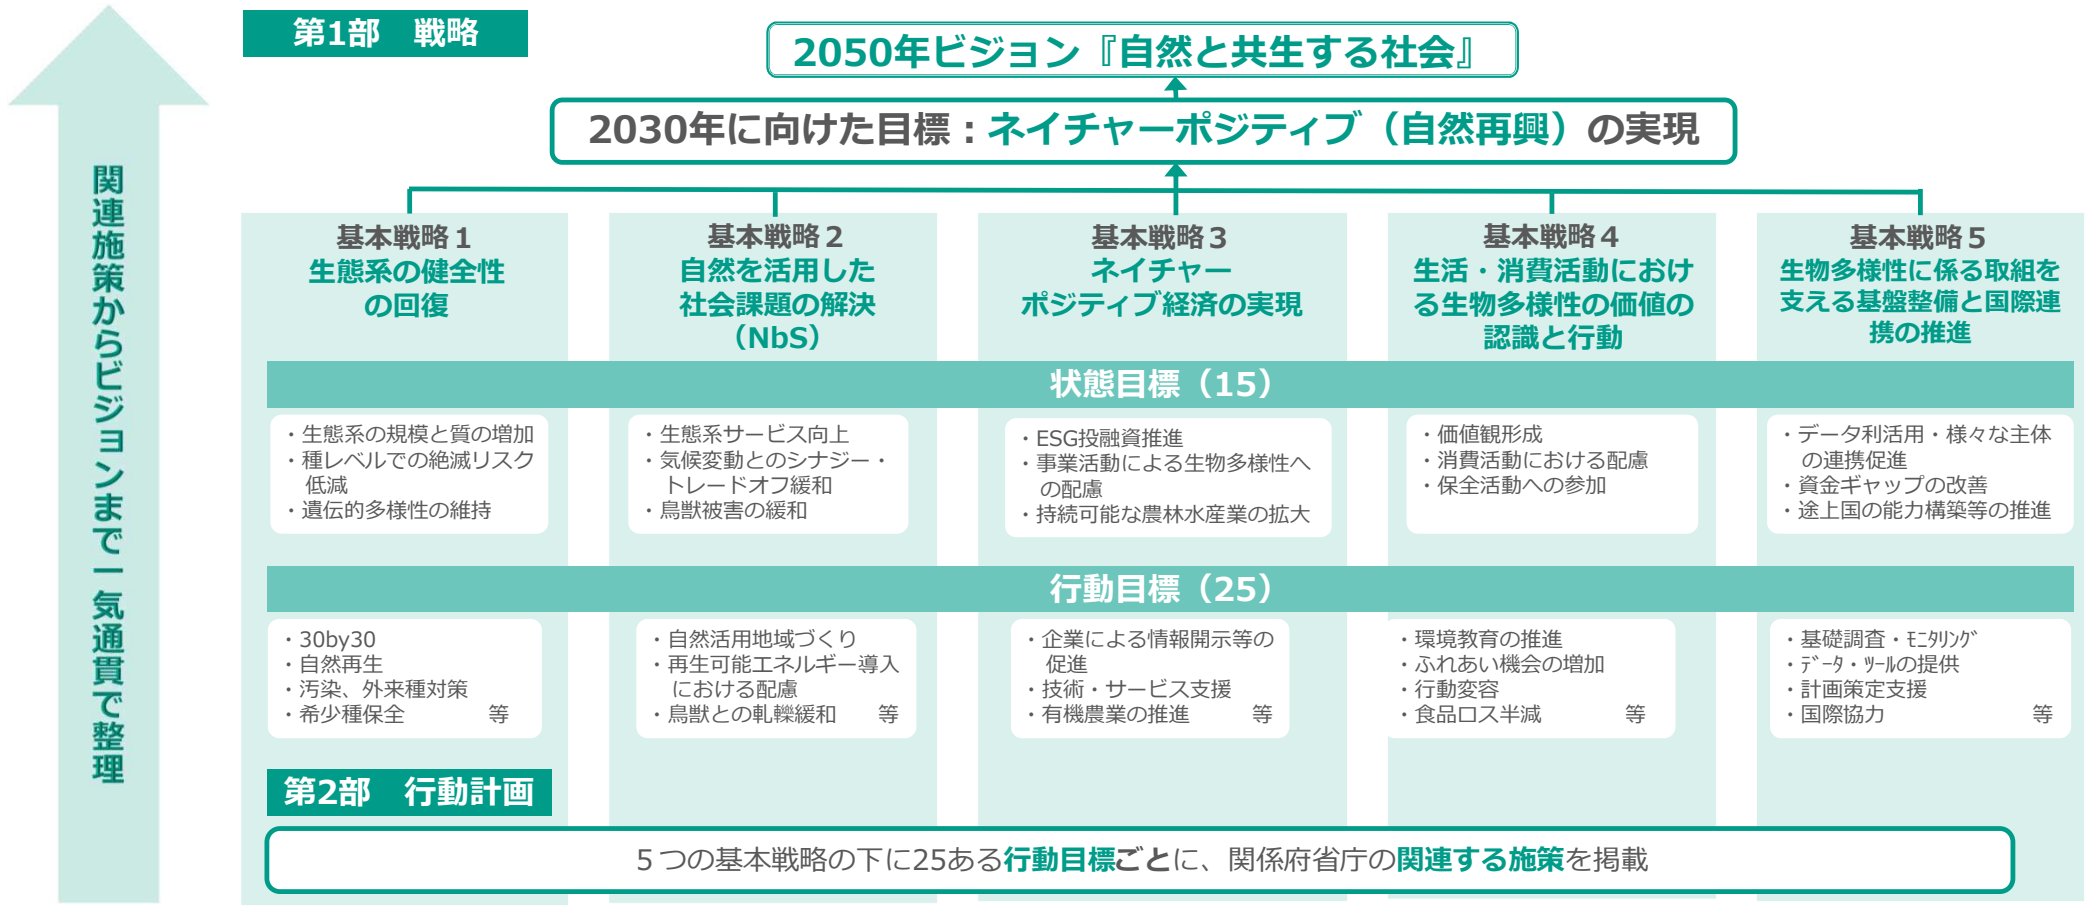 第1部　戦略
2050年ビジョン『自然と共生する社会』
2030年に向けた目標：ネイチャーポジティブ（自然再興）の実現
関連施策からビジョンまで一気通貫で整理
基本戦略１
生態系の健全性
の回復
基本戦略２
自然を活用した
社会課題の解決
（NbS）
基本戦略３
ネイチャー
ポジティブ経済の実現
基本戦略４
生活・消費活動におけ
る生物多様性の価値の
認識と行動
基本戦略５
生物多様性に係る取組を
支える基盤整備と国際連
携の推進
状態目標（15）
・生態系の規模と質の増加
・種レベルでの絶滅リスク
低減
・遺伝的多様性の維持
・生態系サービス向上
・気候変動とのシナジー・
トレードオフ緩和
・鳥獣被害の緩和
・ESG投融資推進
・事業活動による生物多様性へ
の配慮
・持続可能な農林水産業の拡大
・価値観形成
・消費活動における配慮
・保全活動への参加
・データ利活用・様々な主体
の連携促進
・資金ギャップの改善
・途上国の能力構築等の推進
行動目標（25）
・30by30
・自然再生
・汚染、外来種対策
・希少種保全　　　　等
・自然活用地域づくり
・再生可能エネルギー導入
における配慮
・鳥獣との軋轢緩和　　等
・企業による情報開示等の
促進
・技術・サービス支援
・有機農業の推進　　　等
・環境教育の推進
・ふれあい機会の増加
・行動変容
・食品ロス半減　　　　等
・基礎調査・ﾓﾆﾀﾘﾝｸﾞ
・ﾃﾞｰﾀ・ﾂｰﾙの提供
・計画策定支援
・国際協力　　　　　　　等
第2部　行動計画
５つの基本戦略の下に25ある行動目標ごとに、関係府省庁の関連する施策を掲載